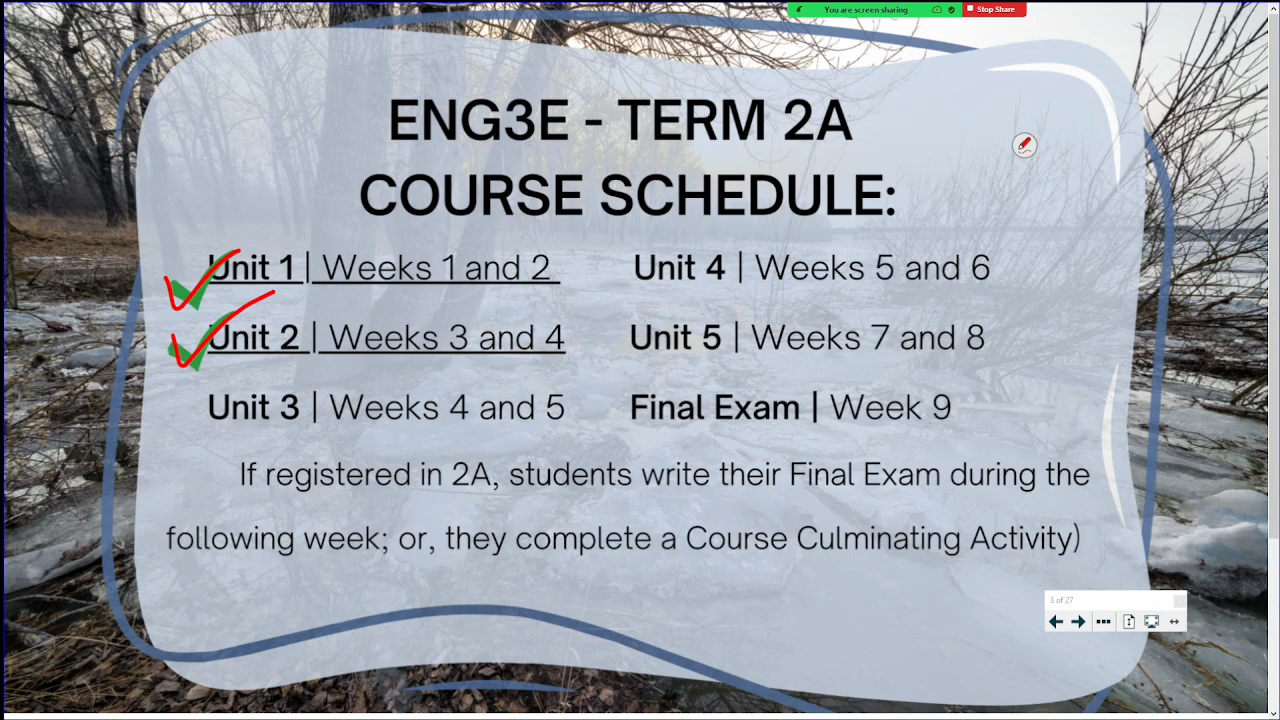 You are screen sharing Stop Share
ENG3E - TERM 2A
COURSE SCHEDULE:
Unit 1 | Weeks 1 and 2
Unit 2 | Weeks 3 and 4
Unit 3 | Weeks 4 and 5
Unit 4 | Weeks 5 and 6
Unit 5 | Weeks 7 and 8
Final Exam | Week 9
If registered in 2A, students write their Final Exam during the
following week; or, they complete a Course Culminating Activity)
3 of 27